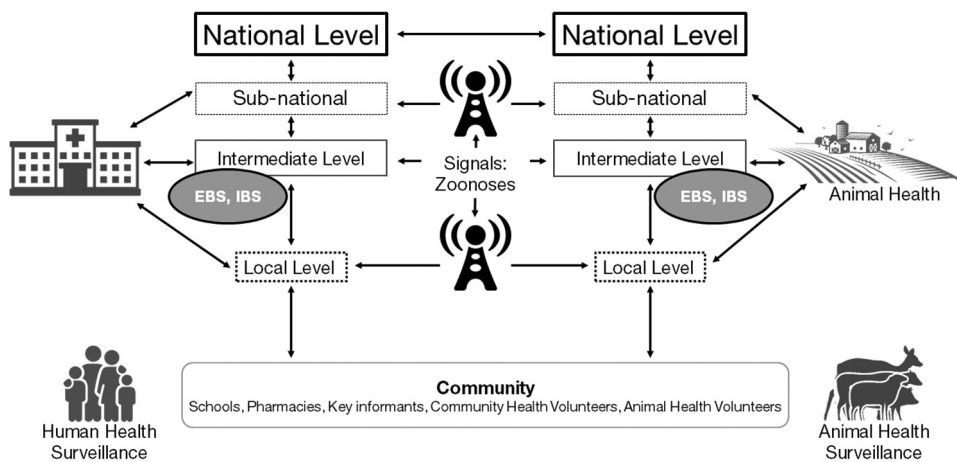 National Level
National Level
Sub-national
Sub-national
Intermediate Level
Signals:
Zoonoses
Intermediate Level
EBS, IBS
EBS, IBS
Animal Health
Local Level
Local Level
Community
Schools, Pharmacies, Key informants, Community Health Volunteers, Animal Health Volunteers
Human Health
Surveillance
Animal Health
Surveillance